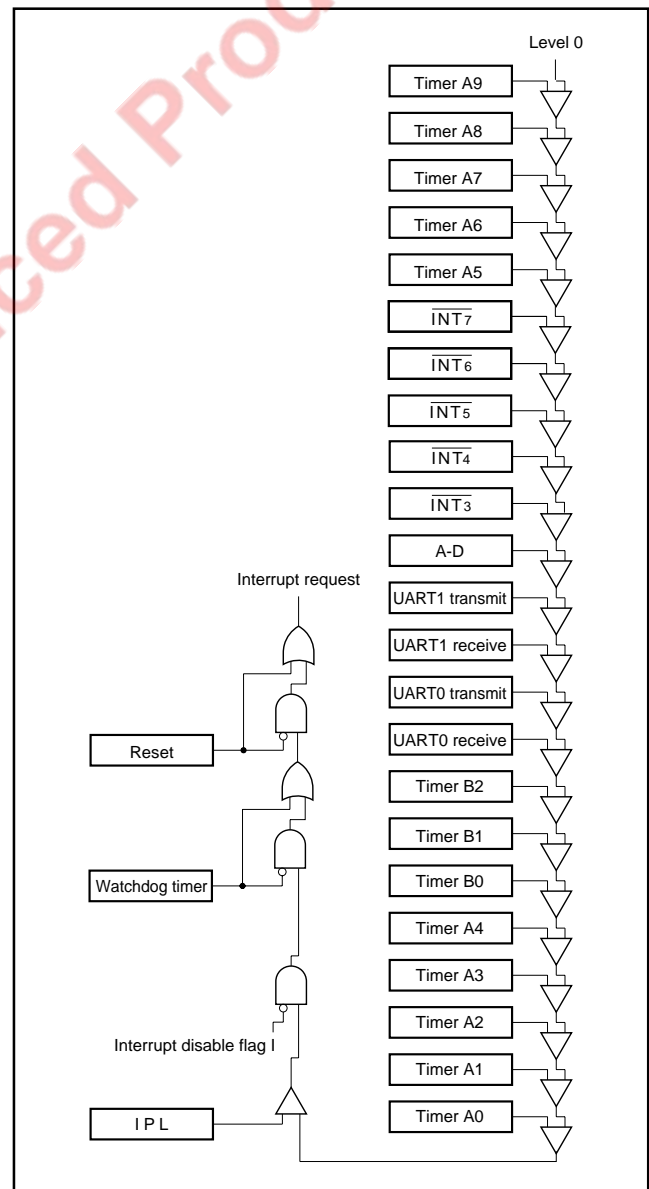 Level 0
Timer A9
Timer A8
Timer A7
Timer A6
Timer A5
INT7
INT6
INT5
INT4
INT3
A-D
Interrupt request
UART1 transmit
UART1 receive
UART0 transmit
Reset
UART0 receive
Timer B2
Timer B1
Watchdog timer
Timer B0
Timer A4
Timer A3
Timer A2
Interrupt disable flag I
Timer A1
I P L
Timer A0